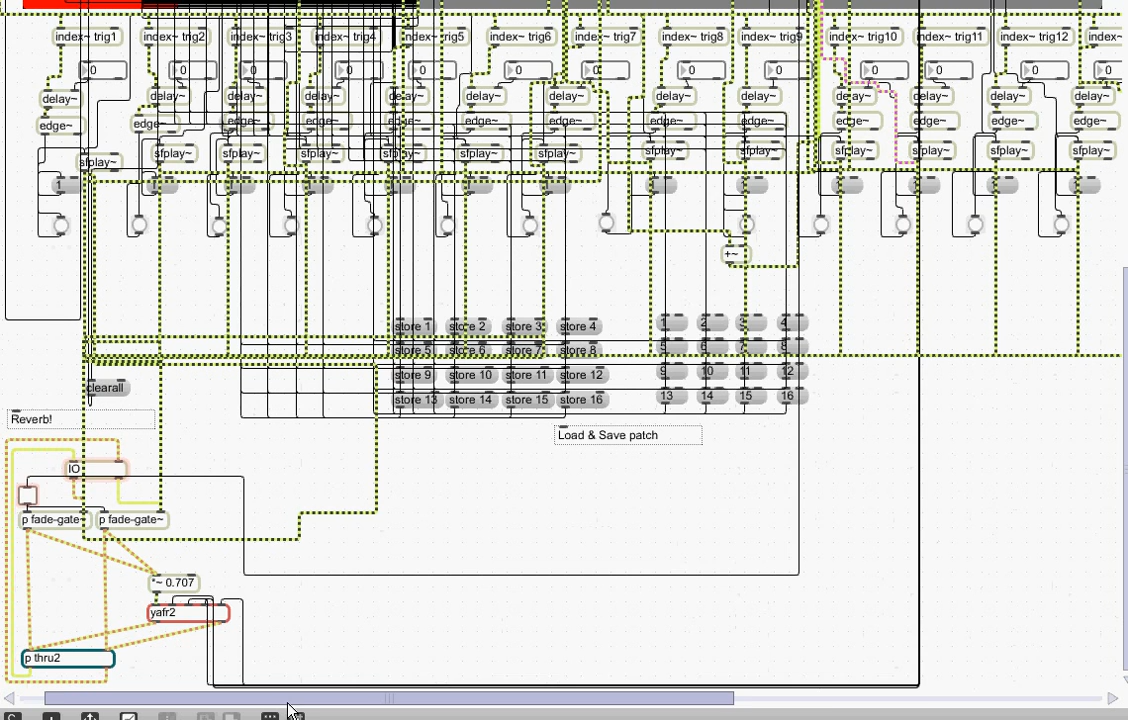 index~ trig1 index~ trig2 index~ trig3 index~ trig4 index~ trig5 index~ trig6 index~ trig7 index~ trig8 index~ trig9 index~ trig10 index~ trig11 index~ trig12 index~
0 0 0 0 0 0 0 0 0 0 0 0 0
delay~ delay~ delay~ delay~ delay~ delay~ delay~ delay~ delay~ delay~ delay~ delay~ delay~
edge~ edge~ edge~ edge~ edge~ edge~ edge~ edge~ edge~ edge~ edge~ edge~ edge~
sfplay~ sfplay~ sfplay~ sfplay~ sfplay~ sfplay~ sfplay~ sfplay~ sfplay~ sfplay~ sfplay~ sfplay~ sfplay~
1
+~
store 1 store 2 store 3 store 4 1 2 3 4
store 5 store 6 store 7 store 8 5 6 7 8
store 9 store 10 store 11 store 12 9 10 11 12
store 13 store 14 store 15 store 16 13 14 15 16
clearall
Reverb!
Load & Save patch
IO
p fade-gate~ p fade-gate~
*~ 0.707
yafr2
p thru2